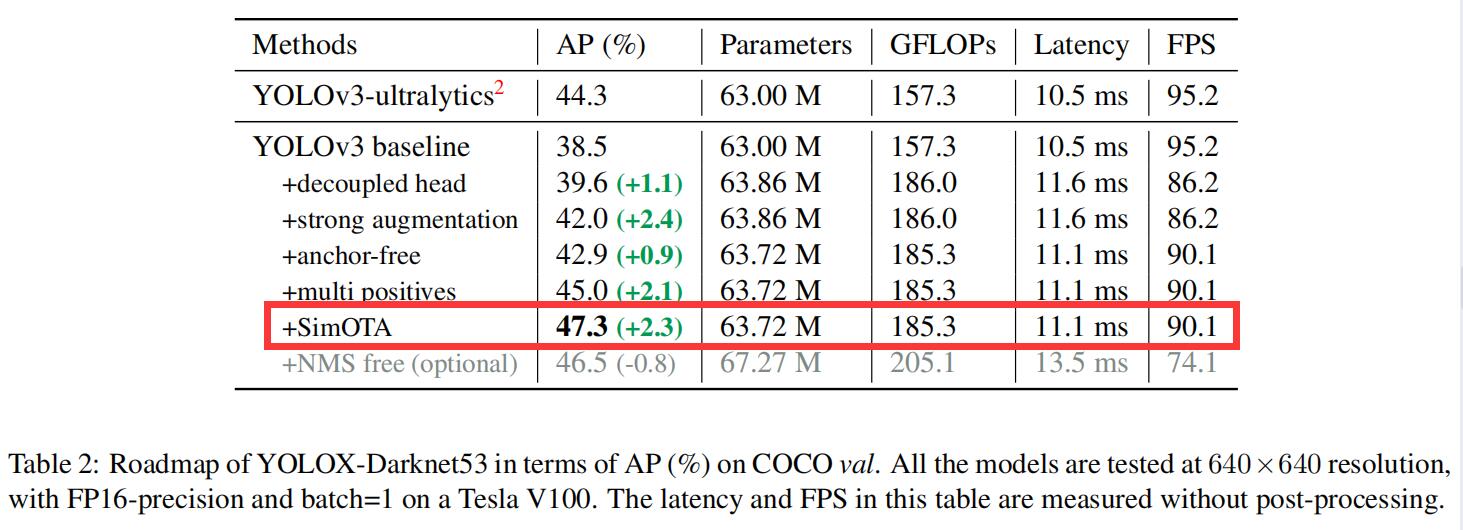 Methods AP (%) Parameters GFLOPs Latency FPS
YOLOv3-ultralytics2 44.3 63.00 M 157.3 10.5 ms 95.2
YOLOv3 baseline 38.5 63.00 M 157.3 10.5 ms 95.2
+decoupled head 39.6 (+1.1) 63.86 M 186.0 11.6 ms 86.2
+strong augmentation 42.0 (+2.4) 63.86 M 186.0 11.6 ms 86.2
+anchor-free 42.9 (+0.9) 63.72 M 185.3 11.1 ms 90.1
+multi positives 45.0 (+2.1) 63.72 M 185.3 11.1 ms 90.1
+SimOTA 47.3 (+2.3) 63.72 M 185.3 11.1 ms 90.1
+NMS free (optional) 46.5 (-0.8) 67.27 M 205.1 13.5 ms 74.1
Table 2: Roadmap of YOLOX-Darknet53 in terms of AP (%) on COCO val. All the models are tested at 640×640 resolution,
with FP16-precision and batch=1 on a Tesla V100. The latency and FPS in this table are measured without post-processing.